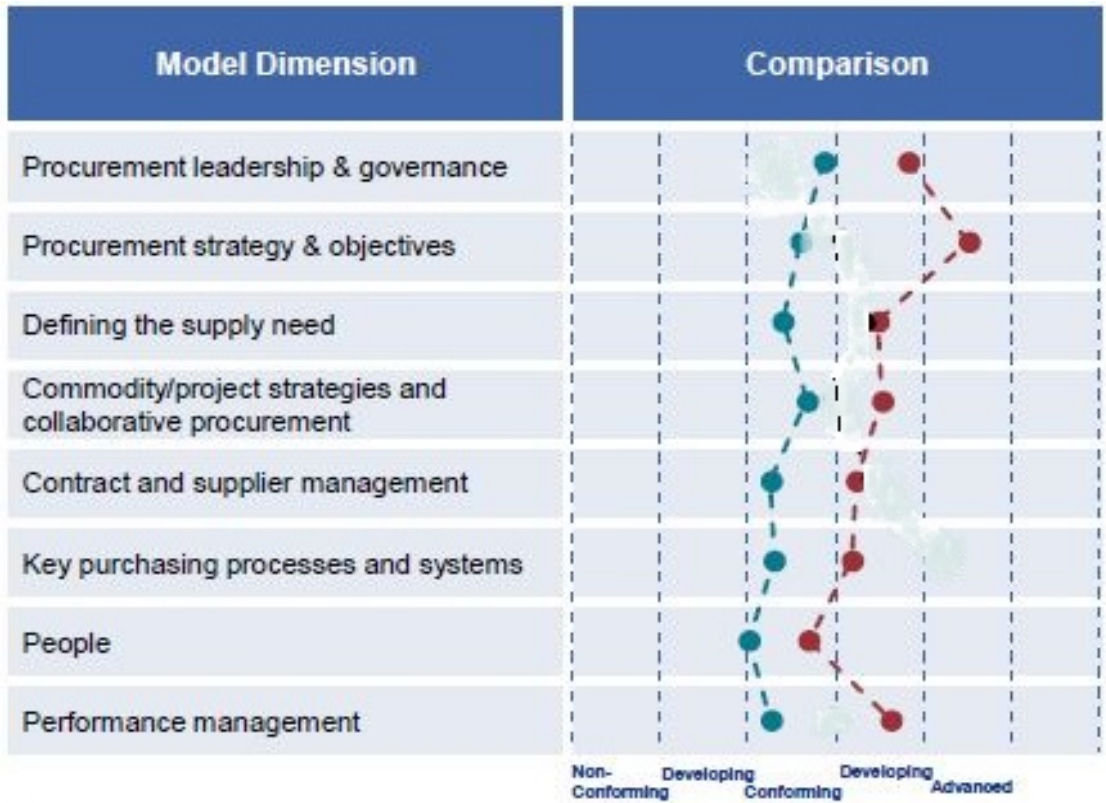 Model Dimension
Comparison
Procurement leadership & governance
Procurement strategy & objectives
Defining the supply need
Commodity/project strategies and
collaborative procurement
Contract and supplier management
Key purchasing processes and systems
People
Performance management
Non-
Conforming
Developing
Conforming
Developing
Advanced